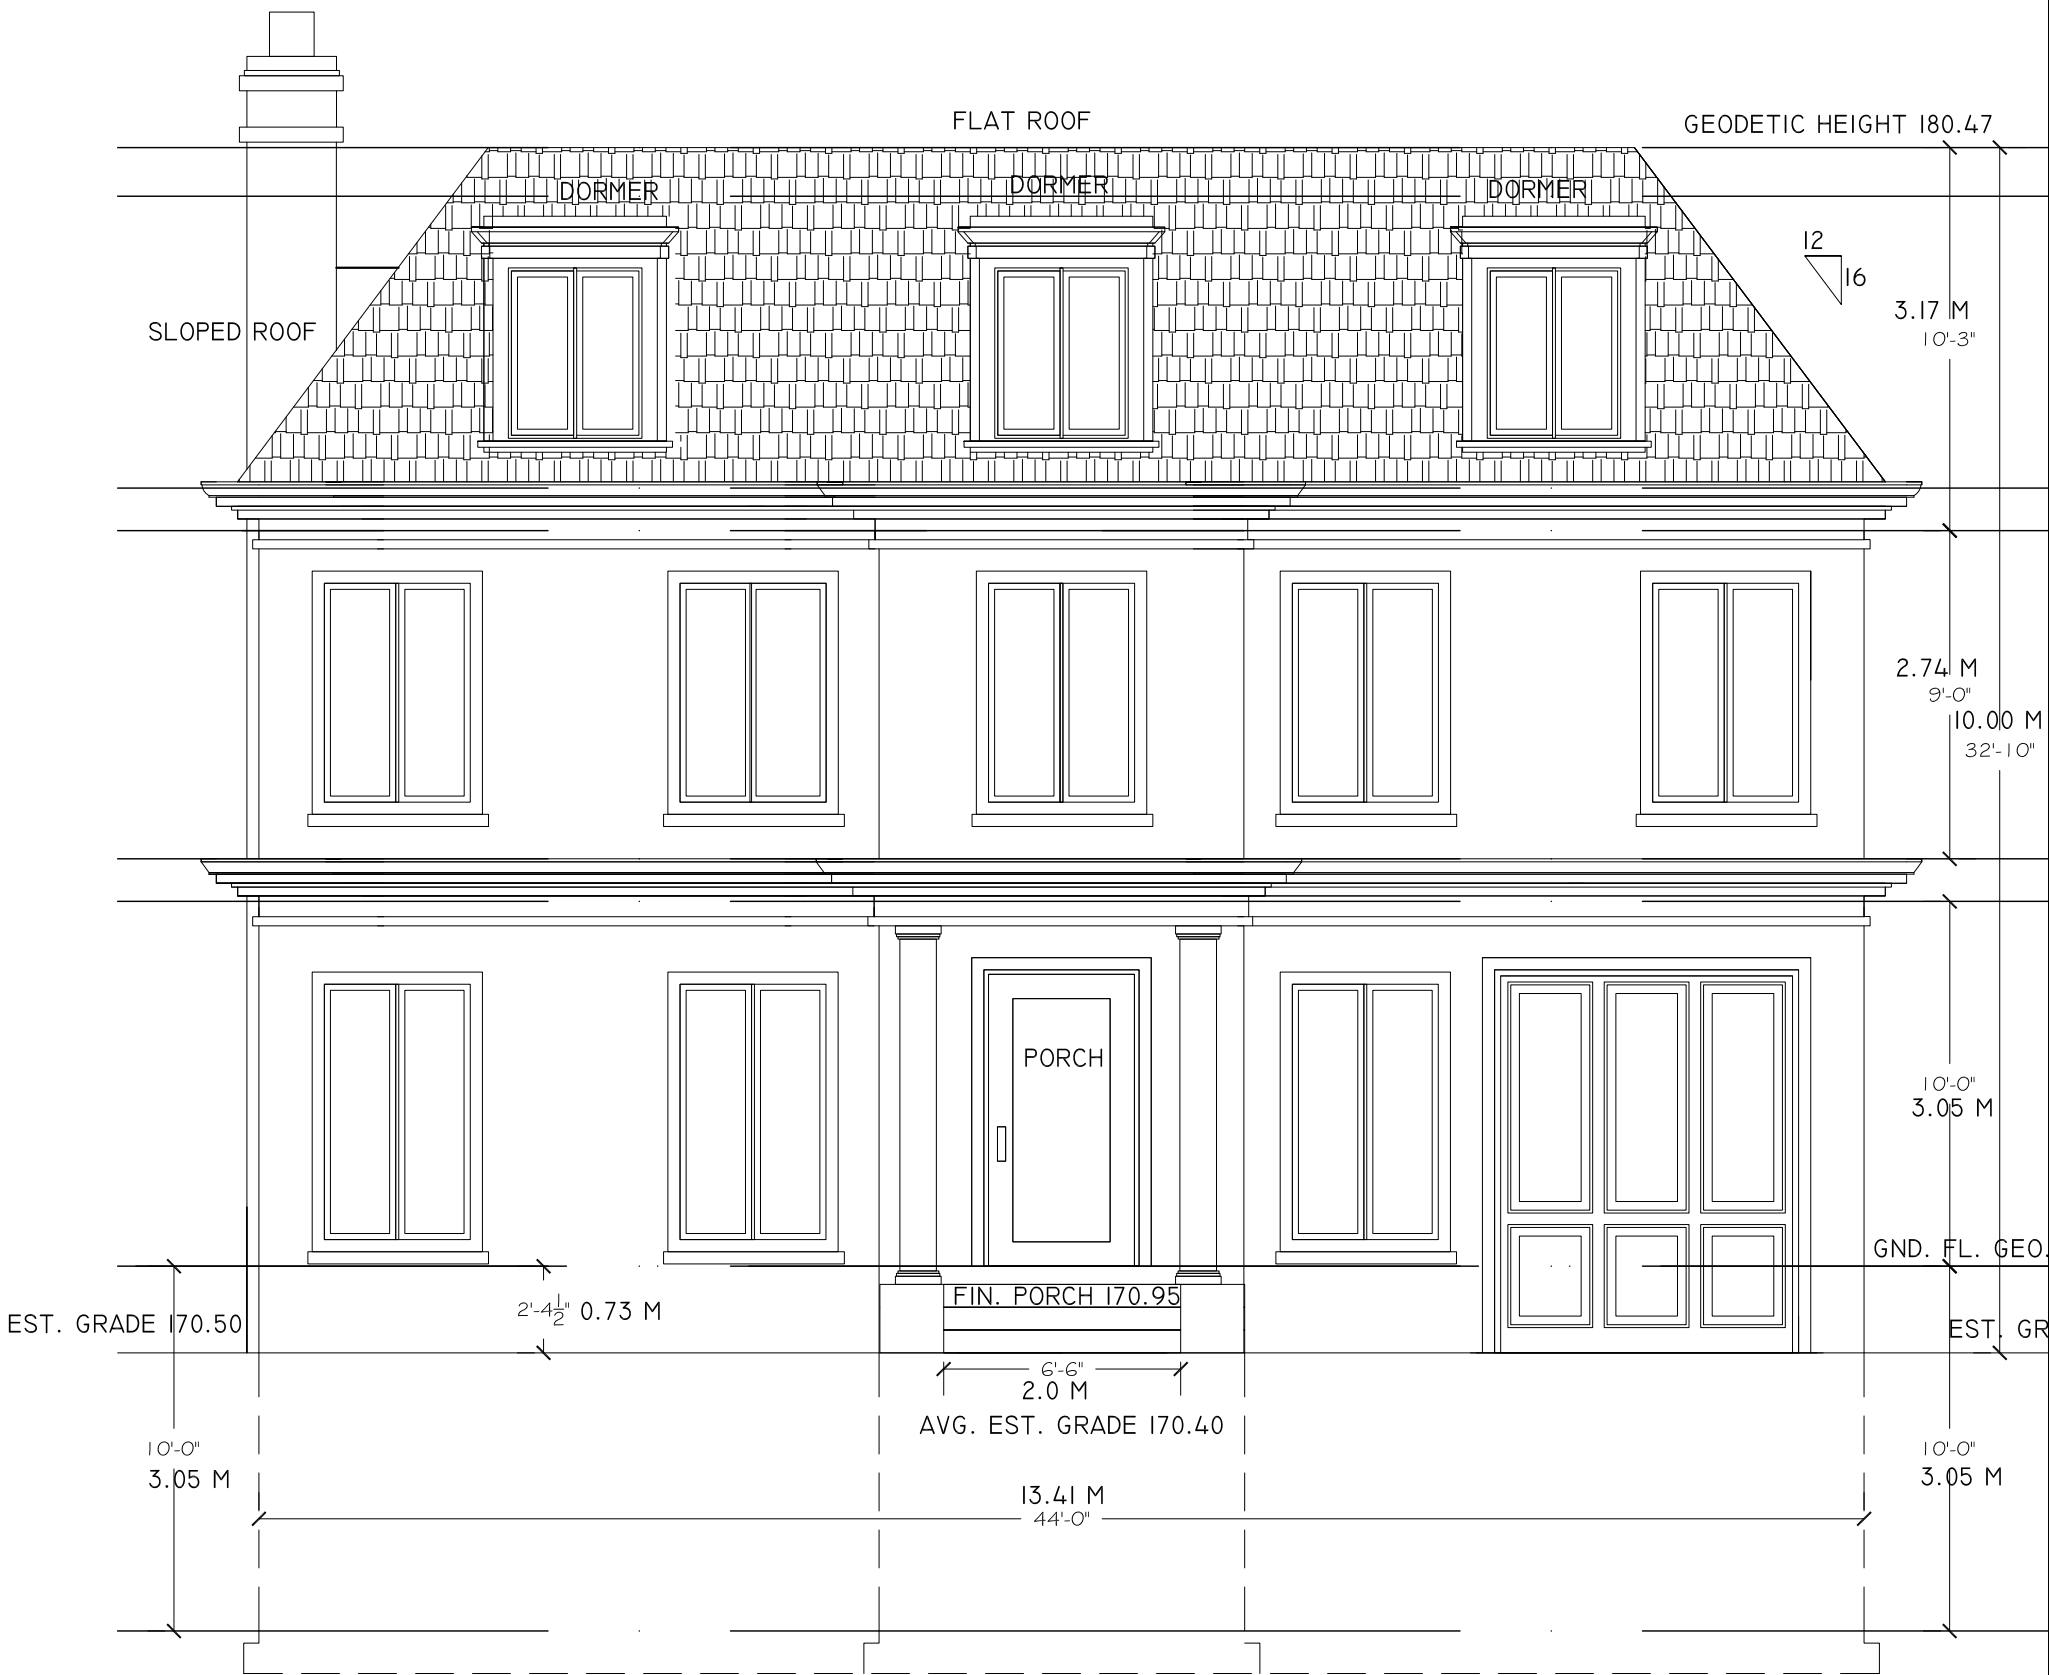 FLAT ROOF
GEODETIC HEIGHT 180.47
DORMER
DORMER
DORMER
12
16
3.17 M
10'-3"
SLOPED ROOF
2.74 M
9'-0"
10.00 M
32'-10"
PORCH
10'-0"
3.05 M
GND. FL. GEO.
FIN. PORCH 170.95
2'-4 1/2" 0.73 M
EST. GRADE 170.50
EST. GR
6'-6"
2.0 M
AVG. EST. GRADE 170.40
10'-0"
3.05 M
10'-0"
3.05 M
13.41 M
44'-0"